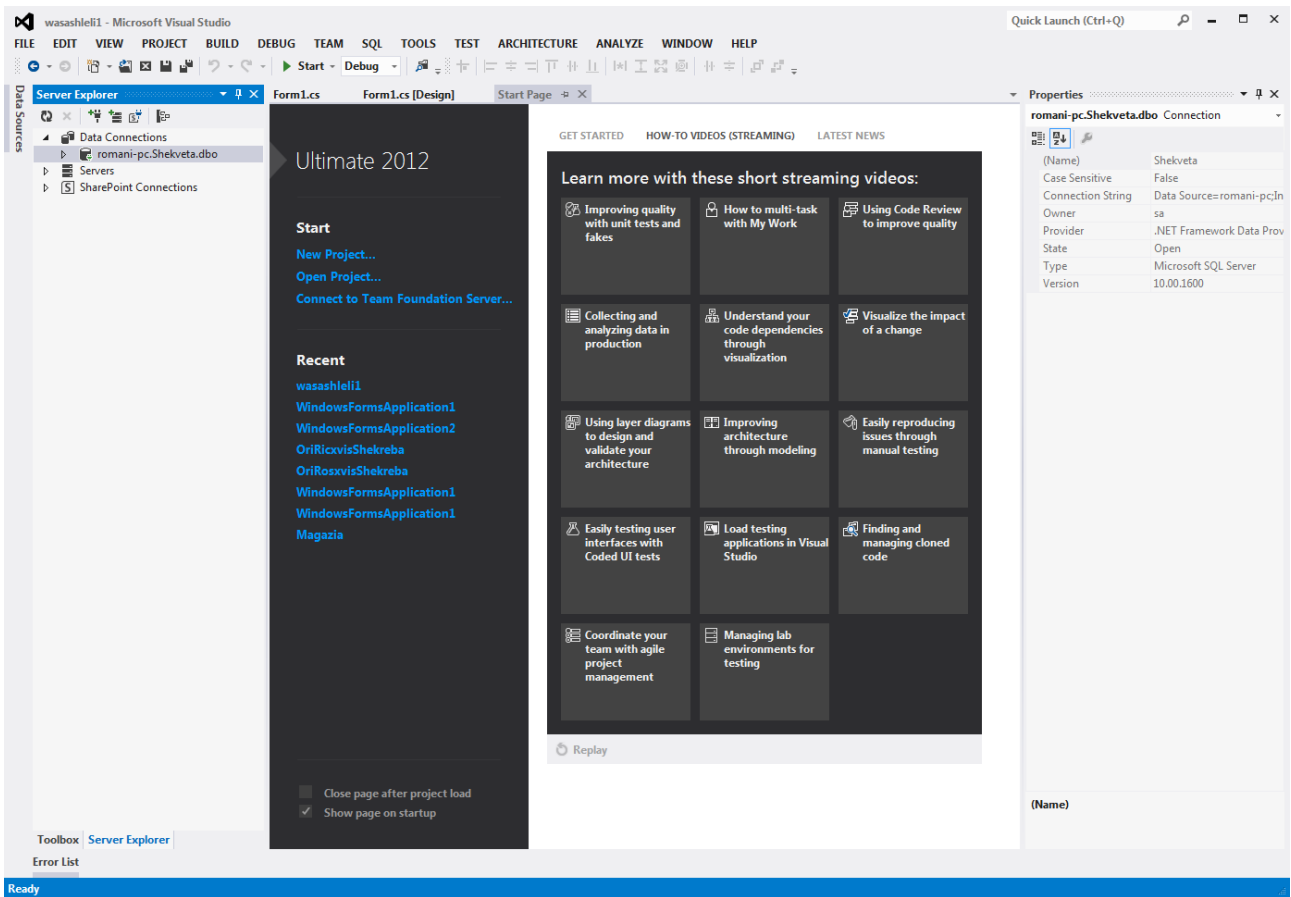 wasashleli1 - Microsoft Visual Studio
Quick Launch (Ctrl+Q)
FILE EDIT VIEW PROJECT BUILD DEBUG TEAM SQL TOOLS TEST ARCHITECTURE ANALYZE WINDOW HELP
Start Debug
Data Sources
Server Explorer
Data Connections
romani-pc.Shekveta.dbo
Servers
SharePoint Connections
Toolbox Server Explorer
Error List
Ready
Form1.cs Form1.cs [Design] Start Page
Ultimate 2012
Start
New Project...
Open Project...
Connect to Team Foundation Server...
Recent
wasashleli1
WindowsFormsApplication1
WindowsFormsApplication2
OriRicxvisShekreba
OriRosxvisShekreba
WindowsFormsApplication1
WindowsFormsApplication1
Magazia
Close page after project load
Show page on startup
GET STARTED HOW-TO VIDEOS (STREAMING) LATEST NEWS
Learn more with these short streaming videos:
Improving quality
with unit tests and
fakes
How to multi-task
with My Work
Using Code Review
to improve quality
Collecting and
analyzing data in
production
Understand your
code dependencies
through
visualization
Visualize the impact
of a change
Using layer diagrams
to design and
validate your
architecture
Improving
architecture
through modeling
Easily reproducing
issues through
manual testing
Easily testing user
interfaces with
Coded UI tests
Load testing
applications in Visual
Studio
Finding and
managing cloned
code
Coordinate your
team with agile
project
management
Managing lab
environments for
testing
Replay
Properties
romani-pc.Shekveta.dbo Connection
(Name) Shekveta
Case Sensitive False
Connection String Data Source=romani-pc;In
Owner sa
Provider .NET Framework Data Prov
State Open
Type Microsoft SQL Server
Version 10.00.1600
(Name)